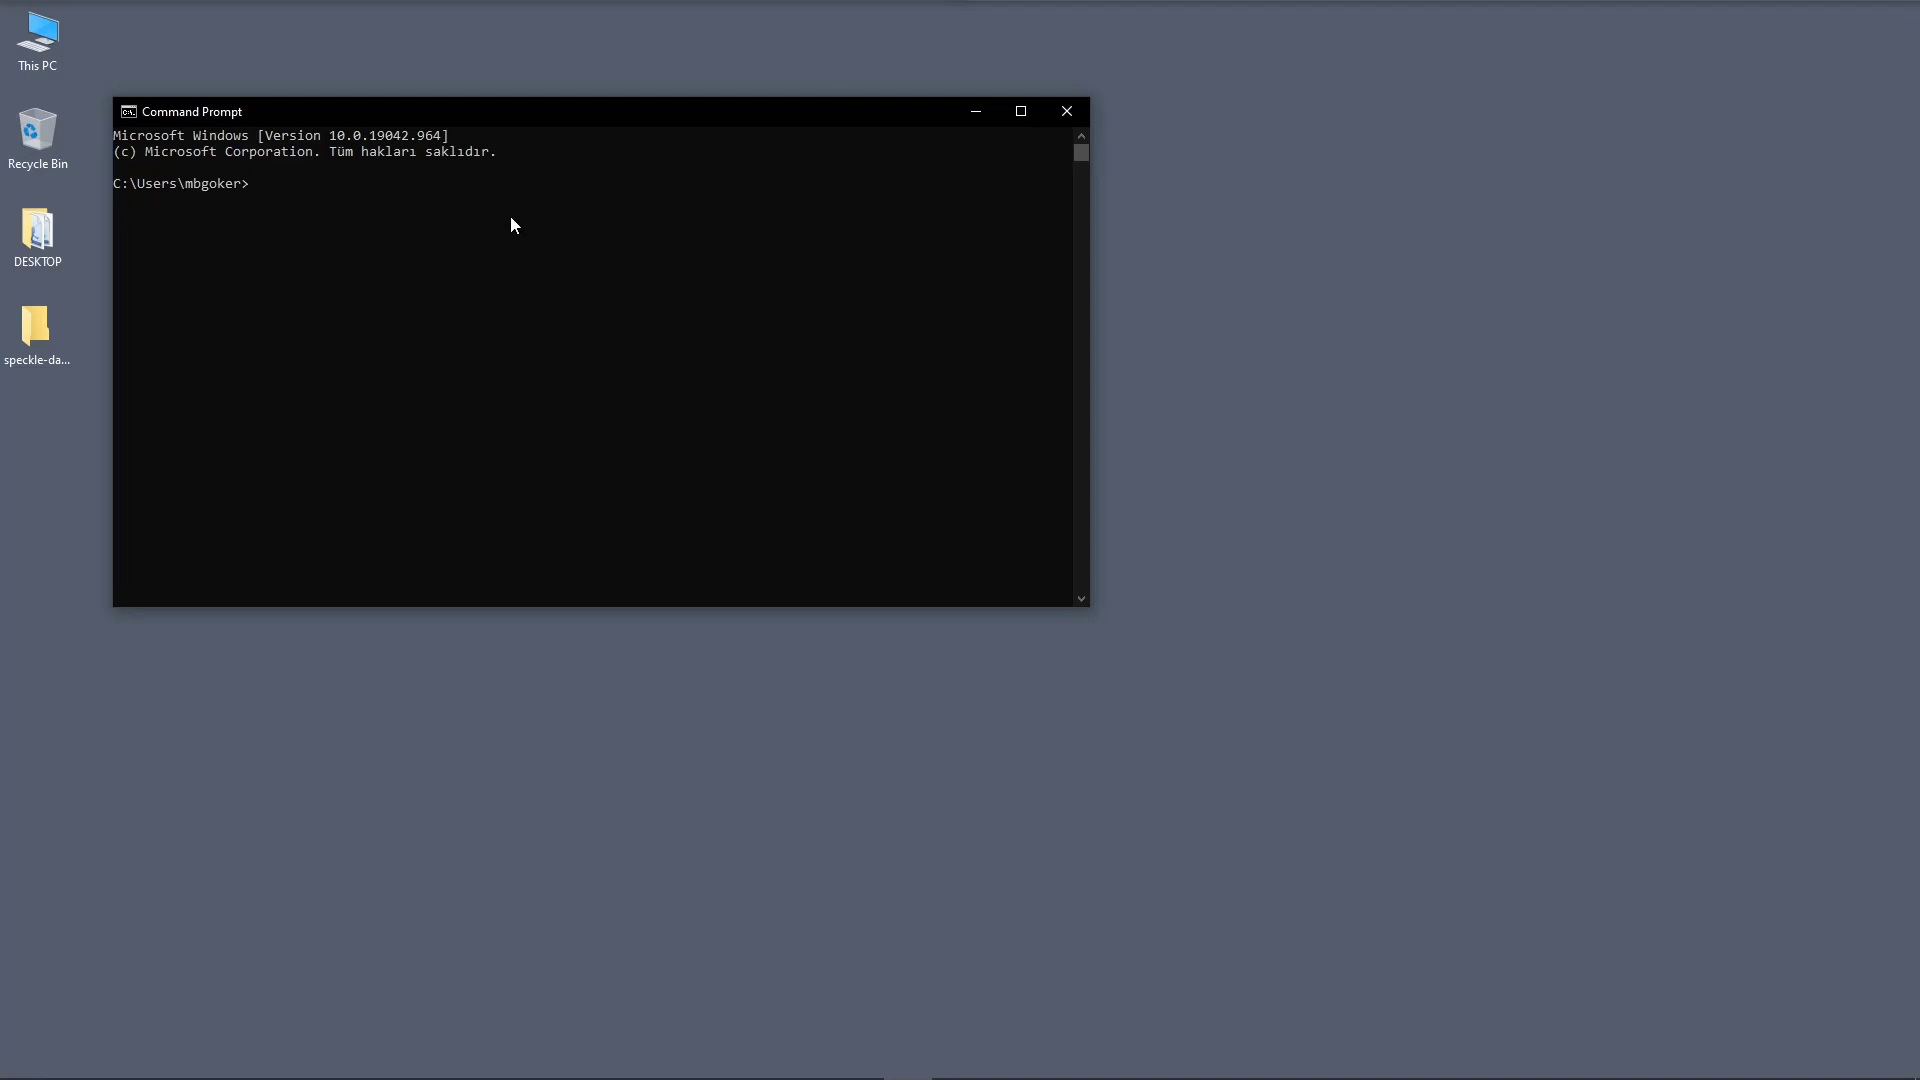 This PC
Recycle Bin
DESKTOP
speckle-da...
Command Prompt
Microsoft Windows [Version 10.0.19042.964]
(c) Microsoft Corporation. Tüm hakları saklıdır.
C:\Users\mbgoker>